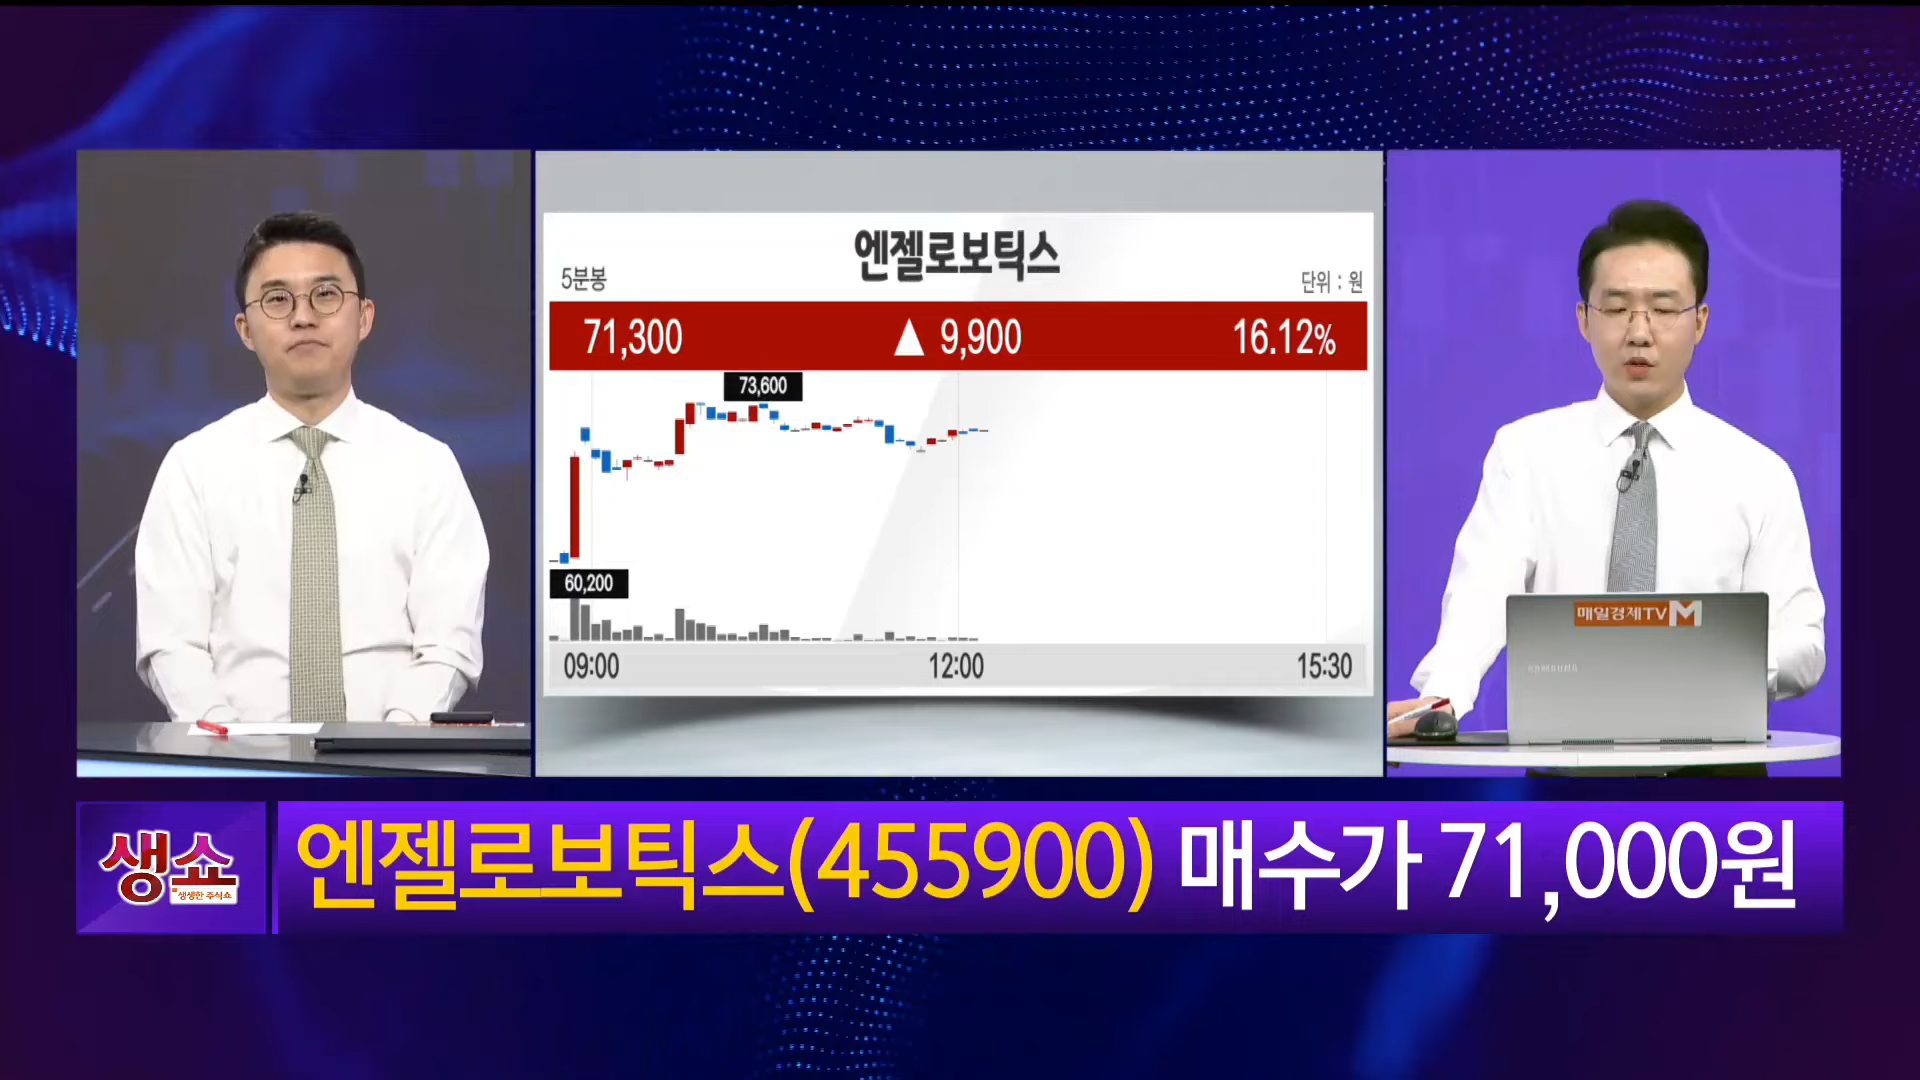 엔젤로보틱스
5분봉
단위 : 원
71,300 ▲ 9,900 16.12%
73,600
60,200
09:00 12:00 15:30
매일경제TV M
SAMSUNG
생쇼
생생한 주식쇼
엔젤로보틱스(455900) 매수가 71,000원